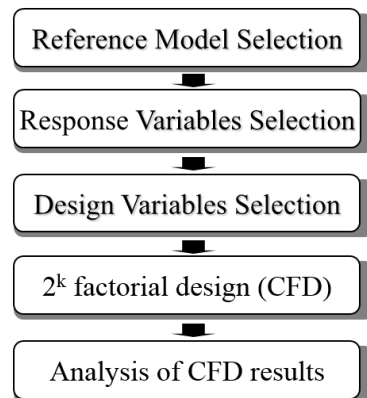 Reference Model Selection
Response Variables Selection
Design Variables Selection
2ᵏ factorial design (CFD)
Analysis of CFD results